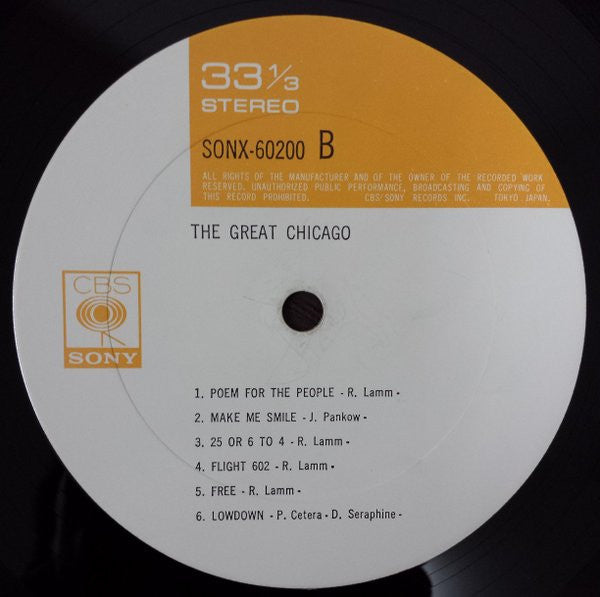 33 1/3
STEREO
SONX-60200 B
ALL RIGHTS OF THE MANUFACTURER AND OF THE OWNER OF THE RECORDED WORK
RESERVED. UNAUTHORIZED PUBLIC PERFORMANCE, BROADCASTING AND COPYING OF
THIS RECORD PROHIBITED. CBS/SONY RECORDS INC. TOKYO JAPAN.
THE GREAT CHICAGO
CBS
SONY
1. POEM FOR THE PEOPLE - R. Lamm -
2. MAKE ME SMILE - J. Pankow -
3. 25 OR 6 TO 4 - R. Lamm -
4. FLIGHT 602 - R. Lamm -
5. FREE - R. Lamm -
6. LOWDOWN - P. Cetera - D. Seraphine -